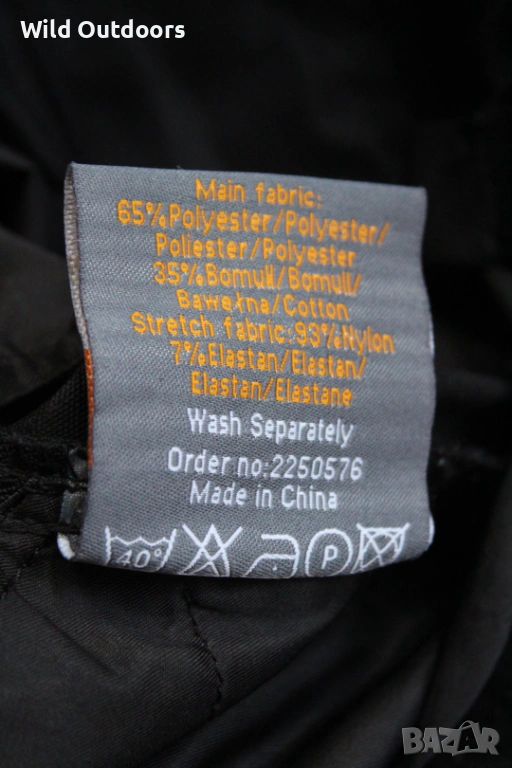 Wild Outdoors
Main fabric:
65%Polyester/Polyester/
Poliester/Polyester
35%Bomuld/Bomull/
Bawełna/Cotton
Stretch fabric:93%Nylon
7%Elastan/Elastan/
Elastan/Elastane
Wash Separately
Order no:2250576
Made in China
40° P
BAZAR